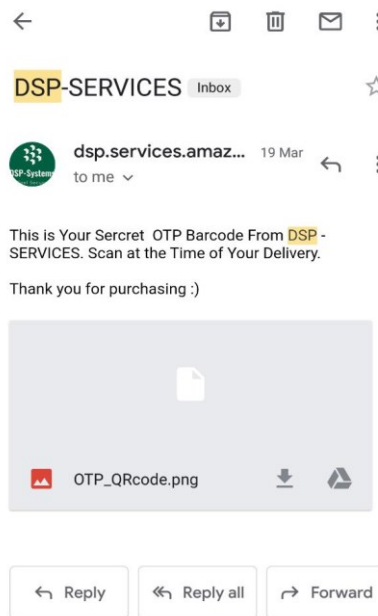 DSP-SERVICES Inbox
dsp.services.amaz... 19 Mar
to me
SP-System
This is Your Sercret OTP Barcode From DSP -
SERVICES. Scan at the Time of Your Delivery.
Thank you for purchasing :)
OTP_QRcode.png
Reply Reply all Forward